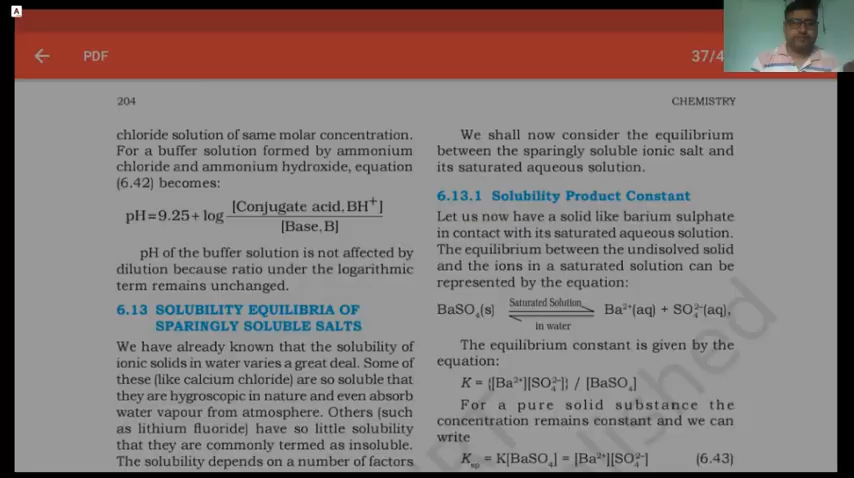 A
PDF
37/4
204
CHEMISTRY
chloride solution of same molar concentration.
For a buffer solution formed by ammonium
chloride and ammonium hydroxide, equation
(6.42) becomes:
pH=9.25+log [Conjugate acid,BH⁺] / [Base,B]
pH of the buffer solution is not affected by
dilution because ratio under the logarithmic
term remains unchanged.
6.13 SOLUBILITY EQUILIBRIA OF
SPARINGLY SOLUBLE SALTS
We have already known that the solubility of
ionic solids in water varies a great deal. Some of
these (like calcium chloride) are so soluble that
they are hygroscopic in nature and even absorb
water vapour from atmosphere. Others (such
as lithium fluoride) have so little solubility
that they are commonly termed as insoluble.
The solubility depends on a number of factors
We shall now consider the equilibrium
between the sparingly soluble ionic salt and
its saturated aqueous solution.
6.13.1 Solubility Product Constant
Let us now have a solid like barium sulphate
in contact with its saturated aqueous solution.
The equilibrium between the undisolved solid
and the ions in a saturated solution can be
represented by the equation:
BaSO₄(s) Saturated Solution ⇌ in water Ba²⁺(aq) + SO₄²⁻(aq),
The equilibrium constant is given by the
equation:
K = {[Ba²⁺][SO₄²⁻]} / [BaSO₄]
For a pure solid substance the
concentration remains constant and we can
write
Kₛₚ = K[BaSO₄] = [Ba²⁺][SO₄²⁻] (6.43)